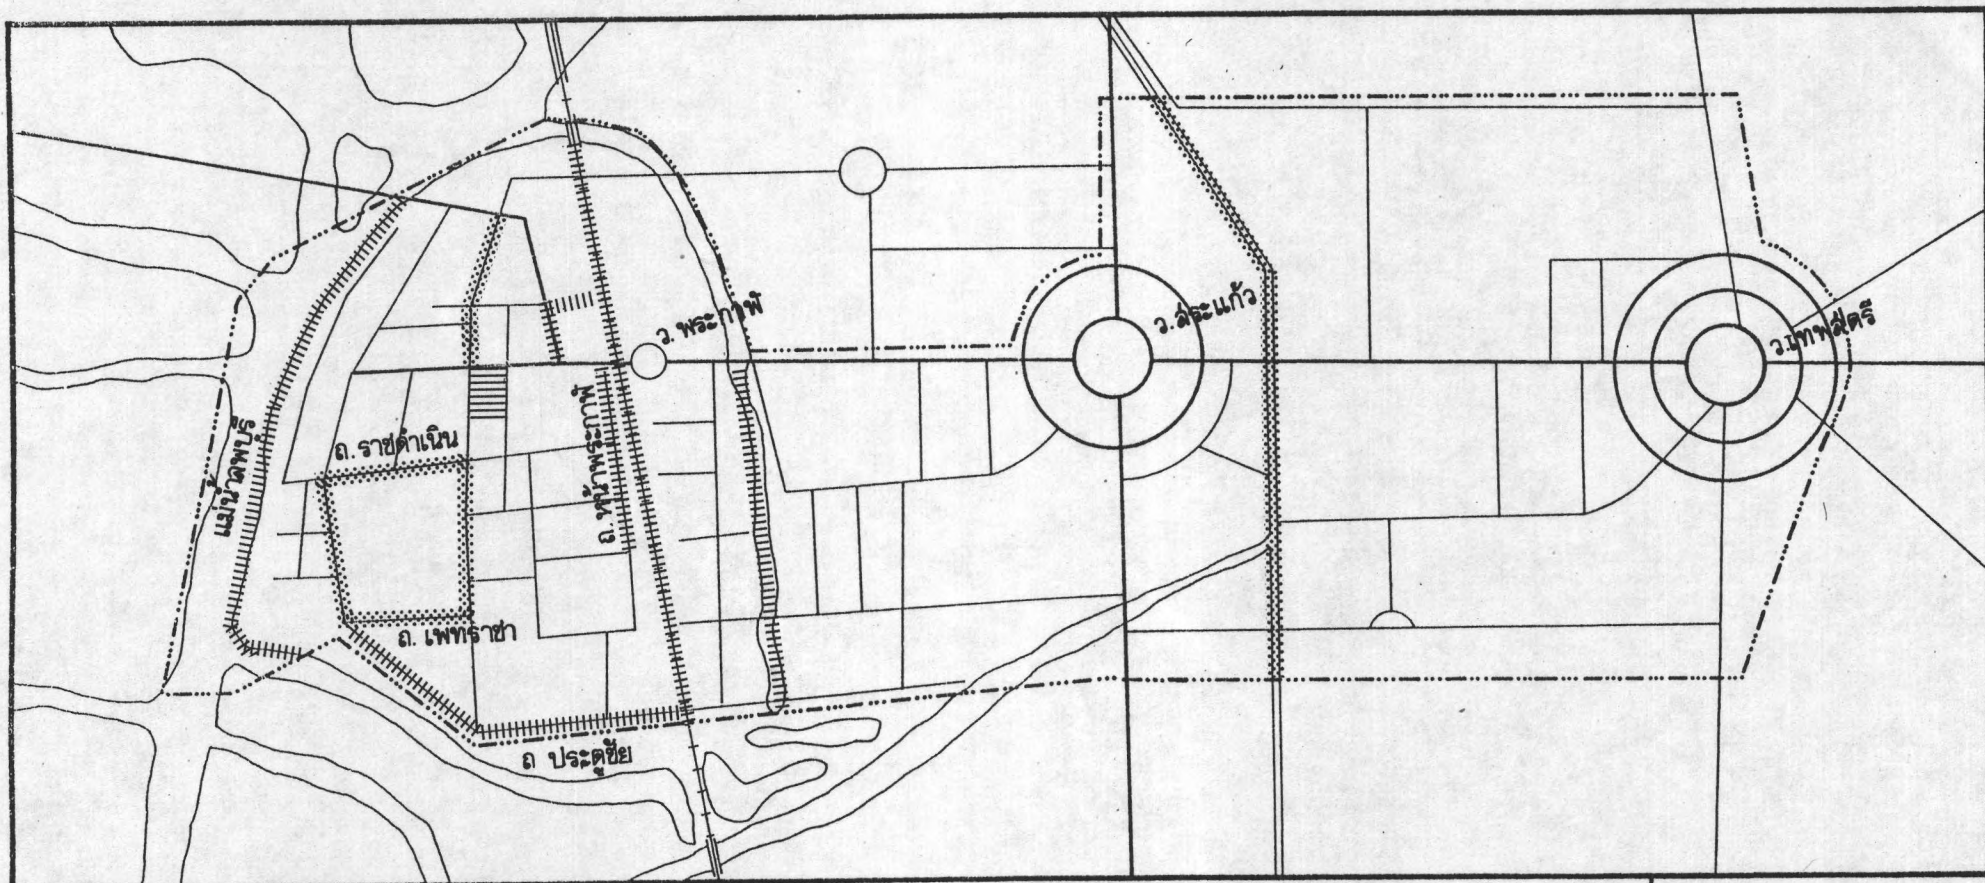 ว. พระกาฬ
ว.สระแก้ว
ว.เทพสตรี
ถ. ราชดำเนิน
ถ. หน้าพระกาฬ
แม่น้ำลพบุรี
ถ. เพทราชา
ถ ประตูชัย